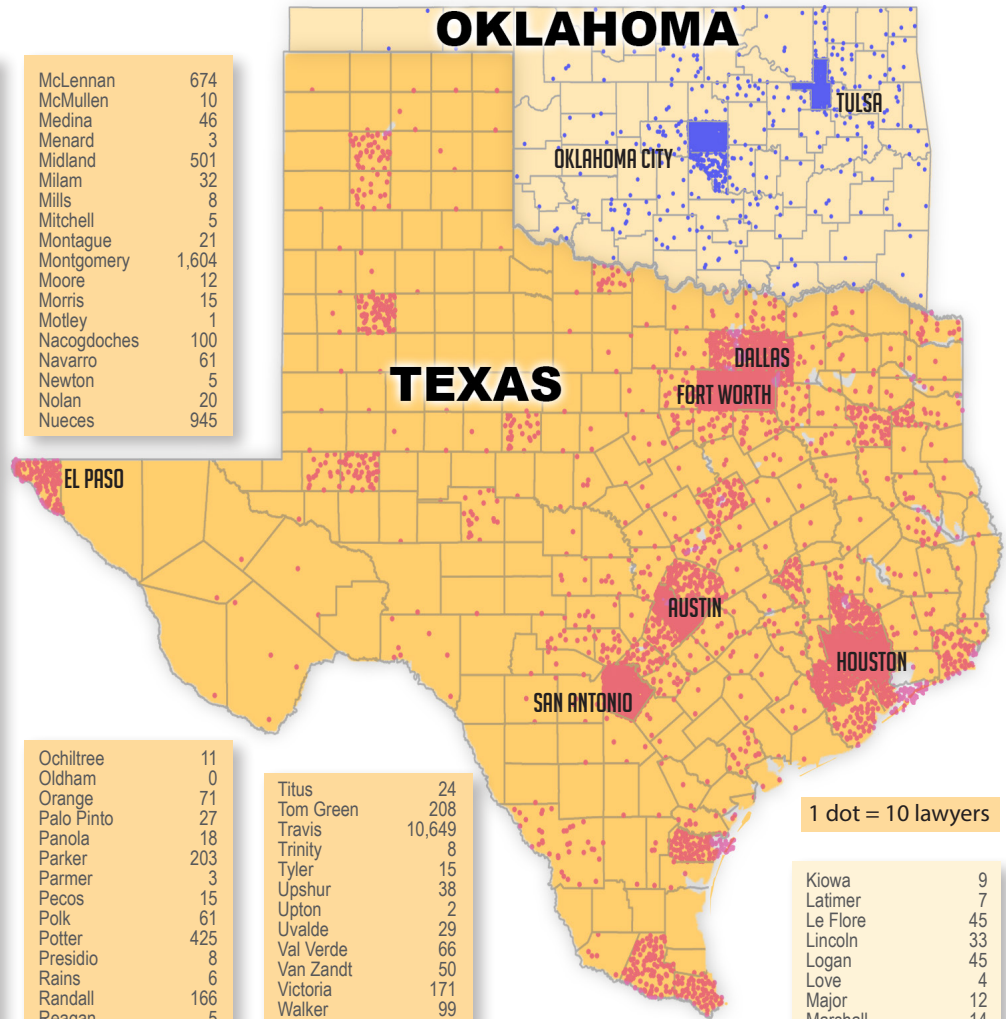 OKLAHOMA
TULSA
OKLAHOMA CITY
McLennan 674
McMullen 10
Medina 46
Menard 3
Midland 501
Milam 32
Mills 8
Mitchell 5
Montague 21
Montgomery 1,604
Moore 12
Morris 15
Motley 1
Nacogdoches 100
Navarro 61
Newton 5
Nolan 20
Nueces 945
TEXAS
DALLAS
FORT WORTH
EL PASO
AUSTIN
HOUSTON
SAN ANTONIO
Ochiltree 11
Oldham 0
Orange 71
Palo Pinto 27
Panola 18
Parker 203
Parmer 3
Pecos 15
Polk 61
Potter 425
Presidio 8
Rains 6
Randall 166
Reagan 5
Titus 24
Tom Green 208
Travis 10,649
Trinity 8
Tyler 15
Upshur 38
Upton 2
Uvalde 29
Val Verde 66
Van Zandt 50
Victoria 171
Walker 99
1 dot = 10 lawyers
Kiowa 9
Latimer 7
Le Flore 45
Lincoln 33
Logan 45
Love 4
Major 12
Marshall 14